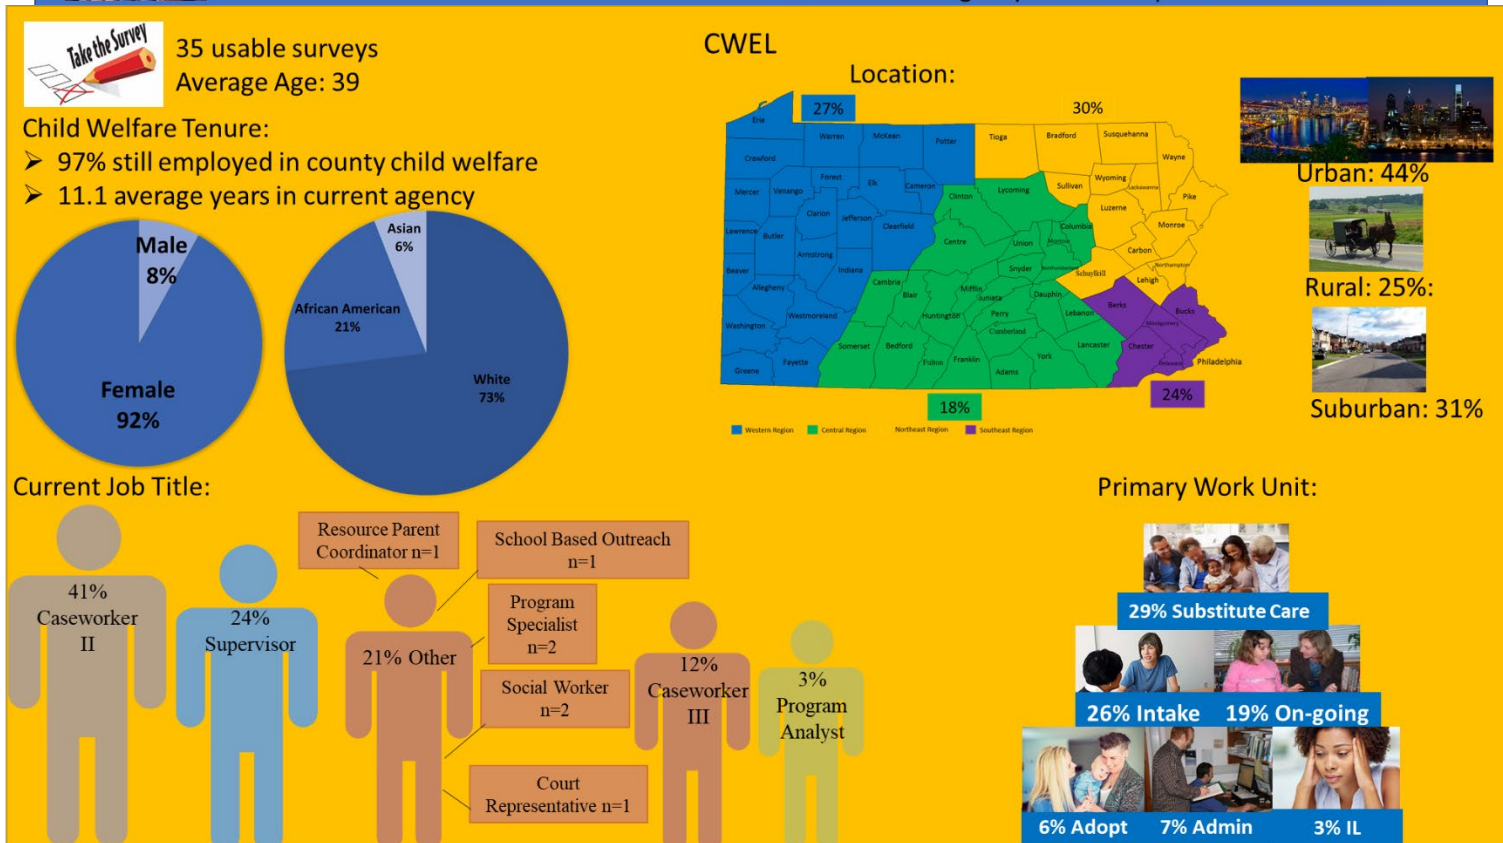 Take the Survey
35 usable surveys
Average Age: 39
Child Welfare Tenure:
➢ 97% still employed in county child welfare
➢ 11.1 average years in current agency
Male
8%
Female
92%
Asian
6%
African American
21%
White
73%
CWEL
Location:
27%
30%
Erie
Warren
McKean
Potter
Tioga
Bradford
Susquehanna
Wayne
Crawford
Forest
Elk
Cameron
Sullivan
Wyoming
Lackawanna
Pike
Mercer
Venango
Clinton
Lycoming
Luzerne
Clarion
Jefferson
Clearfield
Columbia
Monroe
Lawrence
Butler
Centre
Union
Montour
Carbon
Armstrong
Snyder
Northumberland
Northampton
Beaver
Indiana
Schuylkill
Lehigh
Allegheny
Cambria
Blair
Mifflin
Juniata
Dauphin
Berks
Bucks
Westmoreland
Huntington
Perry
Lebanon
Montgomery
Washington
Cumberland
Somerset
Bedford
Fulton
Franklin
York
Lancaster
Chester
Delaware
Philadelphia
Greene
Fayette
Adams
18%
24%
Western Region
Central Region
Northeast Region
Southeast Region
Urban: 44%
Rural: 25%:
Suburban: 31%
Current Job Title:
41%
Caseworker
II
24%
Supervisor
21% Other
Resource Parent
Coordinator n=1
School Based Outreach
n=1
Program
Specialist
n=2
Social Worker
n=2
Court
Representative n=1
12%
Caseworker
III
3%
Program
Analyst
Primary Work Unit:
29% Substitute Care
26% Intake
19% On-going
6% Adopt
7% Admin
3% IL